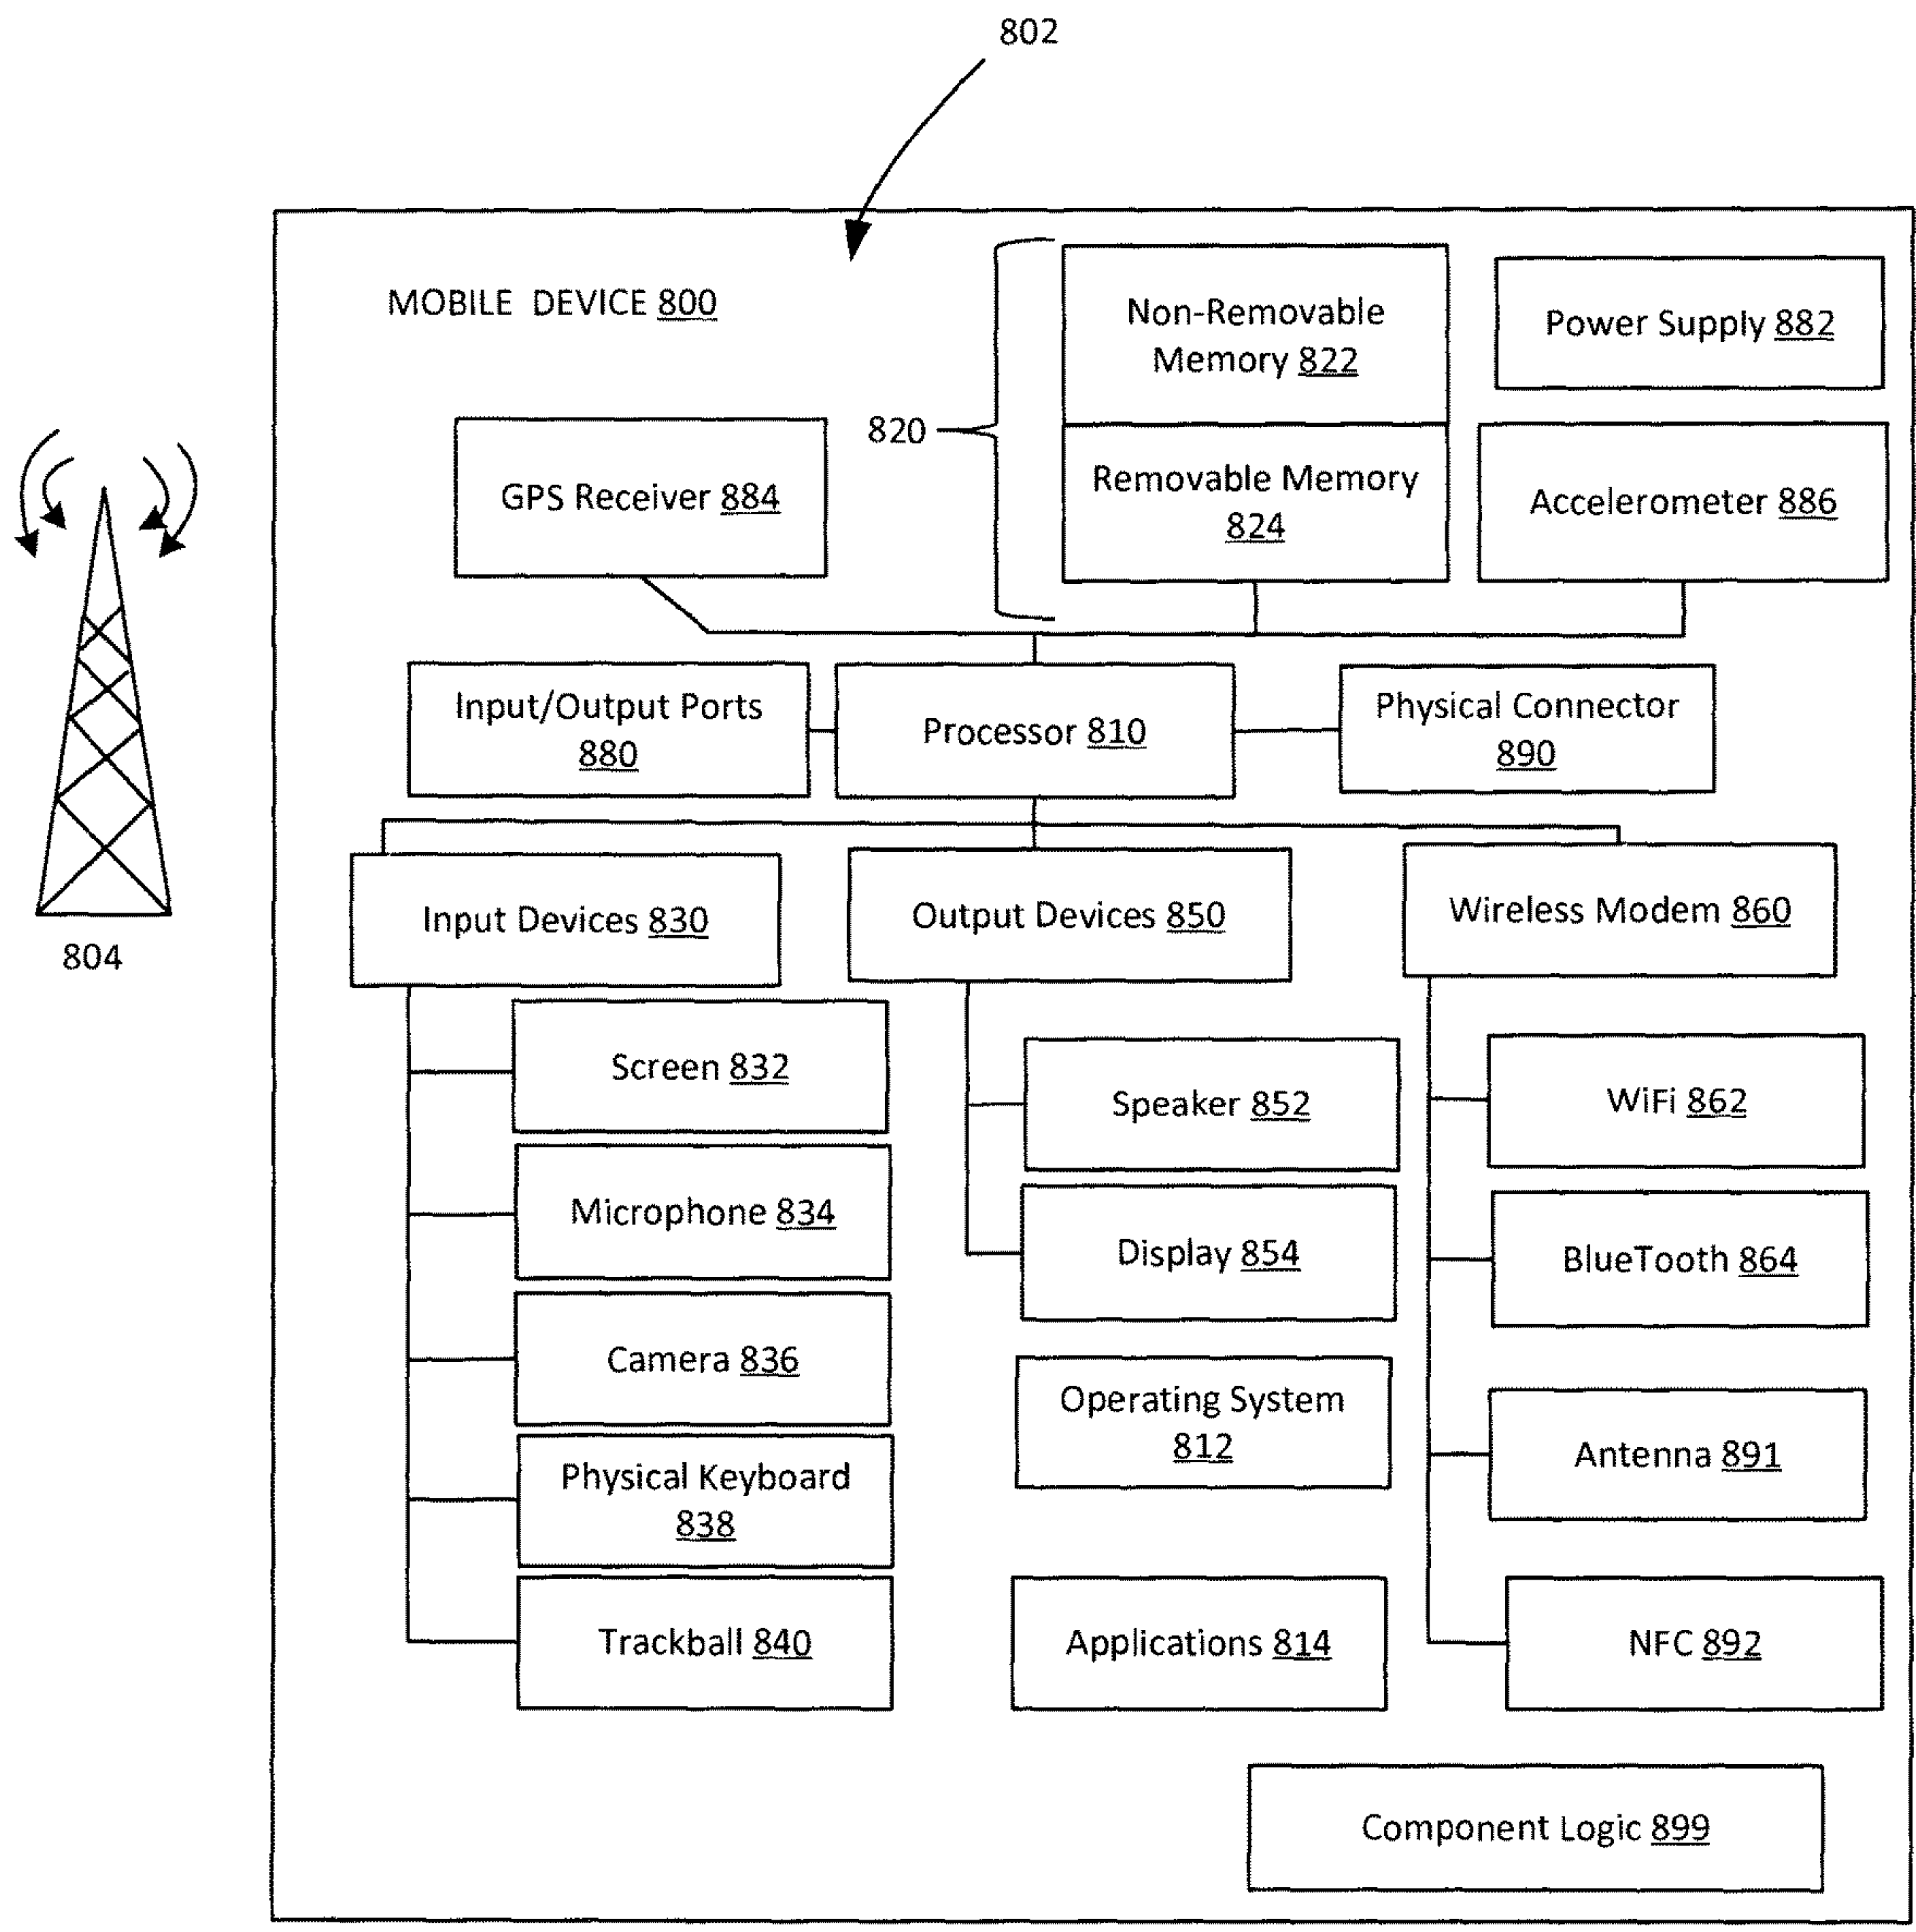 802
MOBILE DEVICE 800
Non-Removable
Memory 822
Power Supply 882
820
GPS Receiver 884
Removable Memory
824
Accelerometer 886
Input/Output Ports
880
Processor 810
Physical Connector
890
Input Devices 830
Output Devices 850
Wireless Modem 860
804
Screen 832
Microphone 834
Camera 836
Physical Keyboard
838
Trackball 840
Speaker 852
Display 854
Operating System
812
Applications 814
WiFi 862
BlueTooth 864
Antenna 891
NFC 892
Component Logic 899